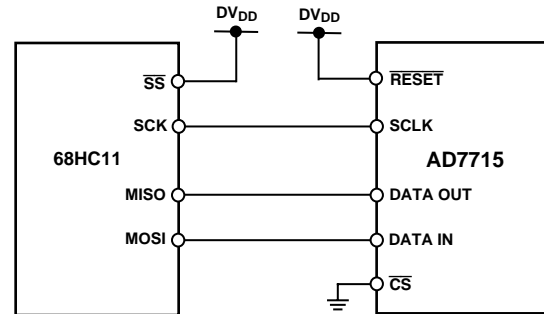 DVDD DVDD
SS RESET
SCK SCLK
68HC11 AD7715
MISO DATA OUT
MOSI DATA IN
CS